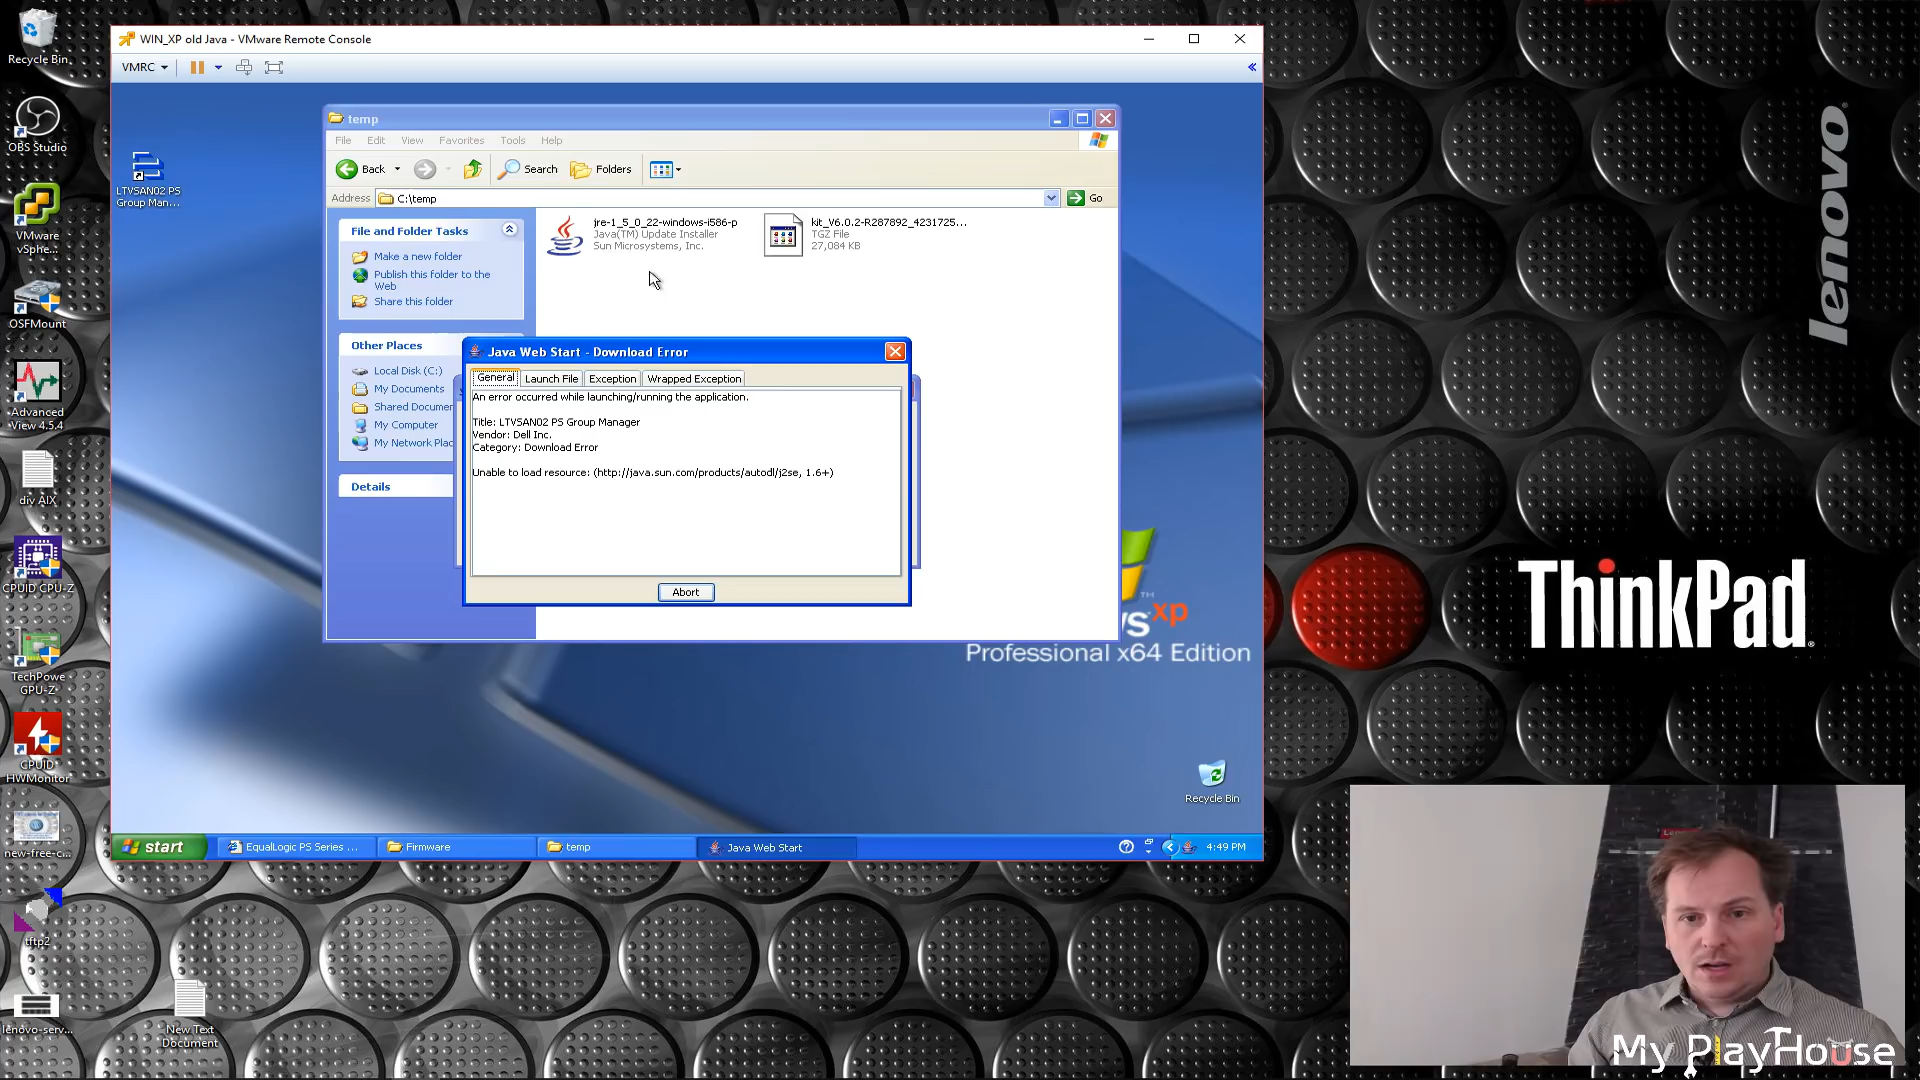 Recycle Bin
OBS Studio
VMware
vSphe...
OSFMount
Advanced
View 4.5.4
div AIX
CPUID CPU-Z
TechPowe
GPU-Z
CPUID
HWMonitor
new-free-c...
tftp2
lenovo-serv...
New Text
Document
WIN_XP old Java - VMware Remote Console
VMRC
LTVSAN02 PS
Group Man...
temp
File Edit View Favorites Tools Help
Back Search Folders
Address C:\temp Go
File and Folder Tasks
Make a new folder
Publish this folder to the
Web
Share this folder
Other Places
Local Disk (C:)
My Documents
Shared Documer
My Computer
My Network Plac
Details
jre-1_5_0_22-windows-i586-p
Java(TM) Update Installer
Sun Microsystems, Inc.
kit_V6.0.2-R287892_4231725...
TGZ File
27,084 KB
Java Web Start - Download Error
General Launch File Exception Wrapped Exception
An error occurred while launching/running the application.
Title: LTVSAN02 PS Group Manager
Vendor: Dell Inc.
Category: Download Error
Unable to load resource: (http://java.sun.com/products/autodl/j2se, 1.6+)
Abort
ws xp
TM
Professional x64 Edition
Recycle Bin
start EqualLogic PS Series ... Firmware temp Java Web Start 4:49 PM
lenovo
ThinkPad
My PlayHouse